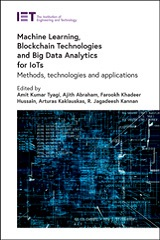 IET The Institution of
Engineering and Technology
Machine Learning,
Blockchain Technologies
and Big Data Analytics
for IoTs
Methods, technologies and applications
Edited by
Amit Kumar Tyagi, Ajith Abraham, Farookh Khadeer
Hussain, Arturas Kaklauskas, R. Jagadeesh Kannan